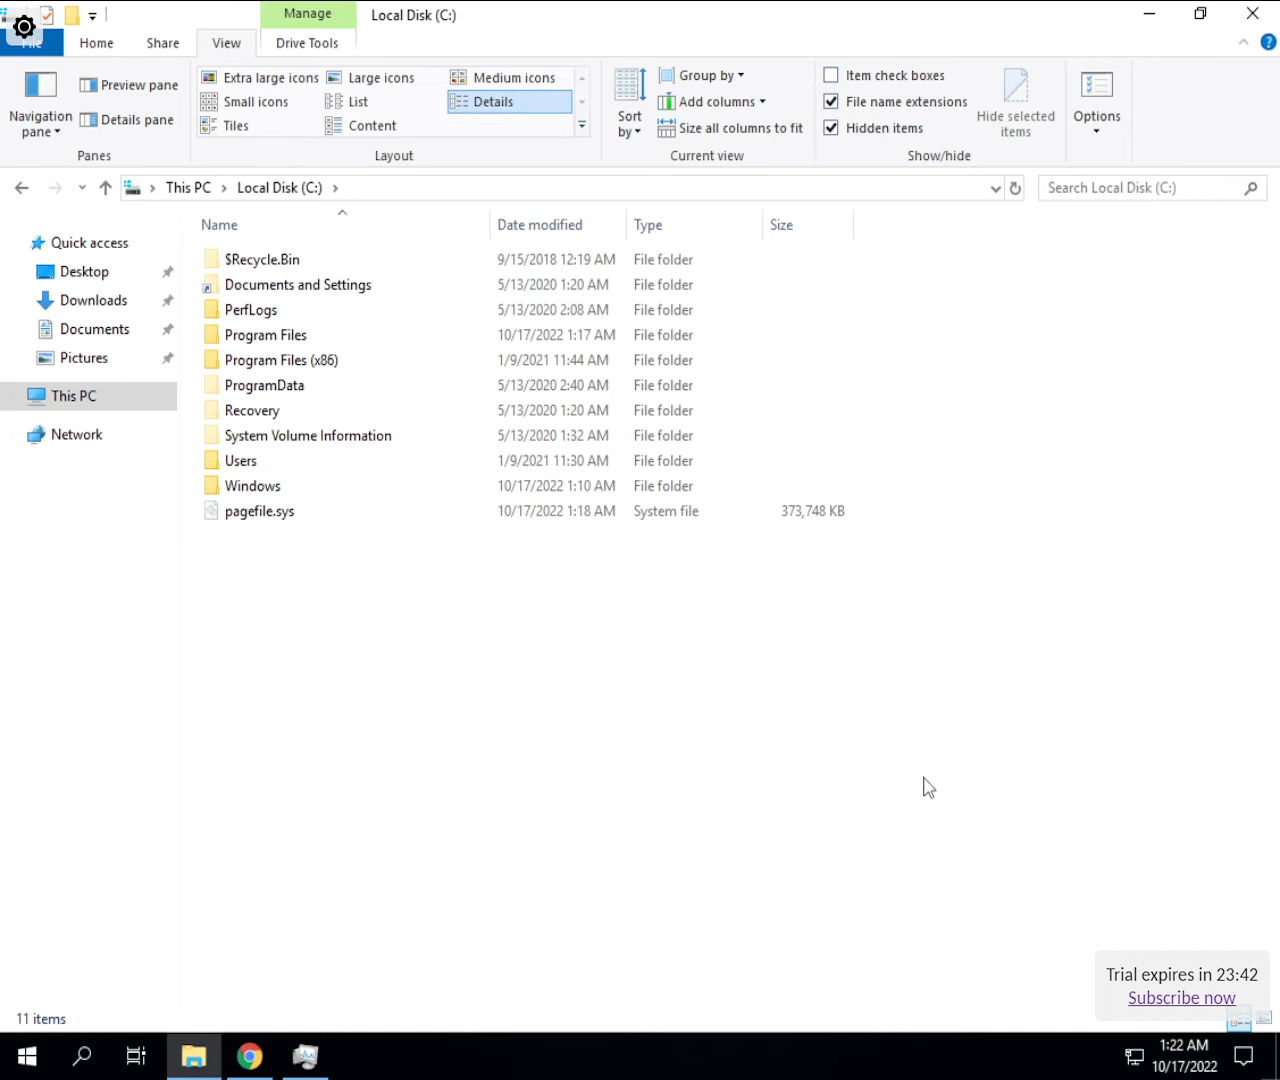 Manage
Local Disk (C:)
File Home Share View Drive Tools
Navigation pane
Preview pane
Details pane
Panes
Extra large icons Large icons Medium icons
Small icons List Details
Tiles Content
Layout
Sort by
Group by
Add columns
Size all columns to fit
Current view
Item check boxes
File name extensions
Hidden items
Hide selected items
Show/hide
Options
This PC Local Disk (C:)
Search Local Disk (C:)
Quick access
Desktop
Downloads
Documents
Pictures
This PC
Network
Name Date modified Type Size
$Recycle.Bin 9/15/2018 12:19 AM File folder
Documents and Settings 5/13/2020 1:20 AM File folder
PerfLogs 5/13/2020 2:08 AM File folder
Program Files 10/17/2022 1:17 AM File folder
Program Files (x86) 1/9/2021 11:44 AM File folder
ProgramData 5/13/2020 2:40 AM File folder
Recovery 5/13/2020 1:20 AM File folder
System Volume Information 5/13/2020 1:32 AM File folder
Users 1/9/2021 11:30 AM File folder
Windows 10/17/2022 1:10 AM File folder
pagefile.sys 10/17/2022 1:18 AM System file 373,748 KB
Trial expires in 23:42
Subscribe now
11 items
1:22 AM
10/17/2022